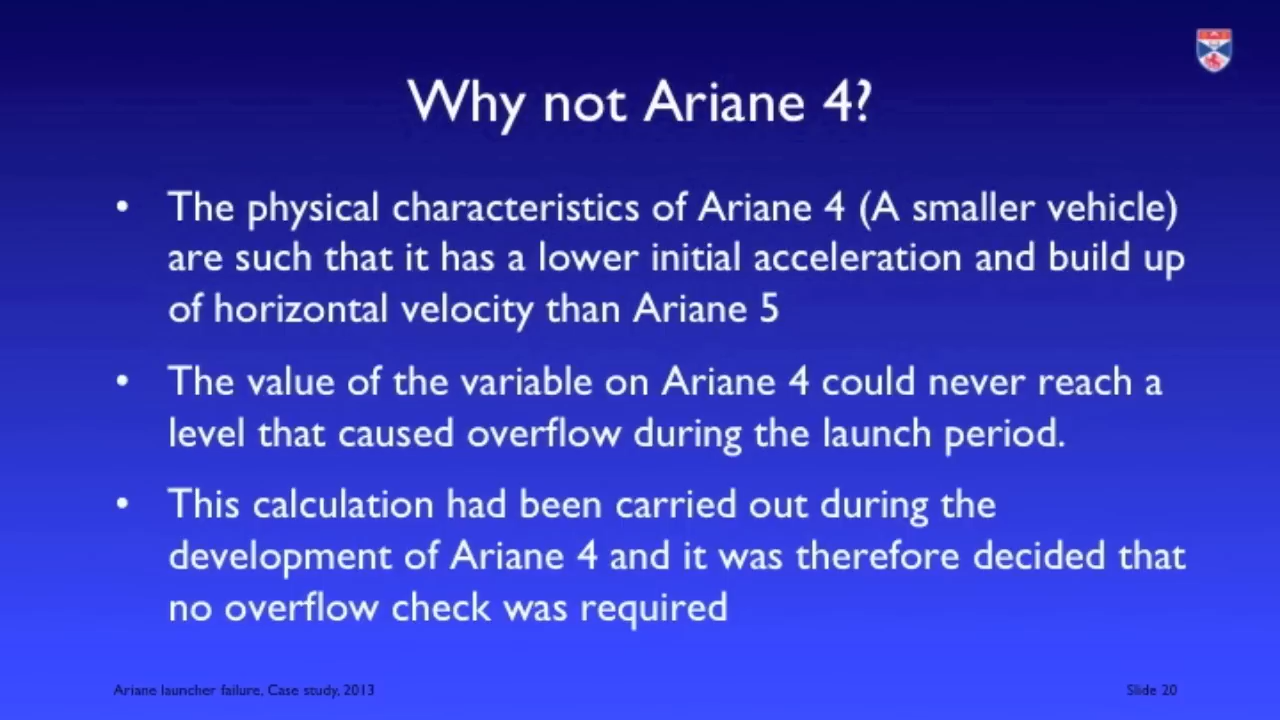 Why not Ariane 4?
• The physical characteristics of Ariane 4 (A smaller vehicle)
are such that it has a lower initial acceleration and build up
of horizontal velocity than Ariane 5
• The value of the variable on Ariane 4 could never reach a
level that caused overflow during the launch period.
• This calculation had been carried out during the
development of Ariane 4 and it was therefore decided that
no overflow check was required
Ariane launcher failure, Case study, 2013
Slide 20